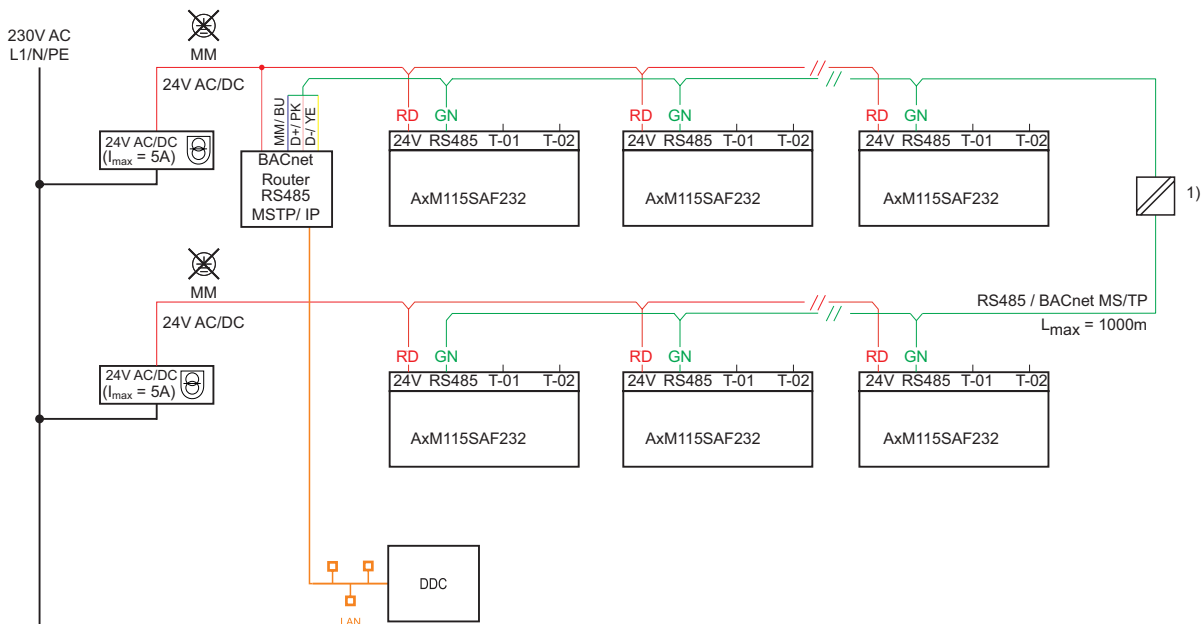 230V AC
L1/N/PE
MM
24V AC/DC
24V AC/DC
(Imax = 5A)
MM/ BU
D+/ PK
D-/ YE
BACnet
Router
RS485
MSTP/ IP
RD GN
24V RS485 T-01 T-02
AxM115SAF232
RD GN
24V RS485 T-01 T-02
AxM115SAF232
RD GN
24V RS485 T-01 T-02
AxM115SAF232
1)
MM
24V AC/DC
24V AC/DC
(Imax = 5A)
RS485 / BACnet MS/TP
Lmax = 1000m
RD GN
24V RS485 T-01 T-02
AxM115SAF232
RD GN
24V RS485 T-01 T-02
AxM115SAF232
RD GN
24V RS485 T-01 T-02
AxM115SAF232
DDC
LAN